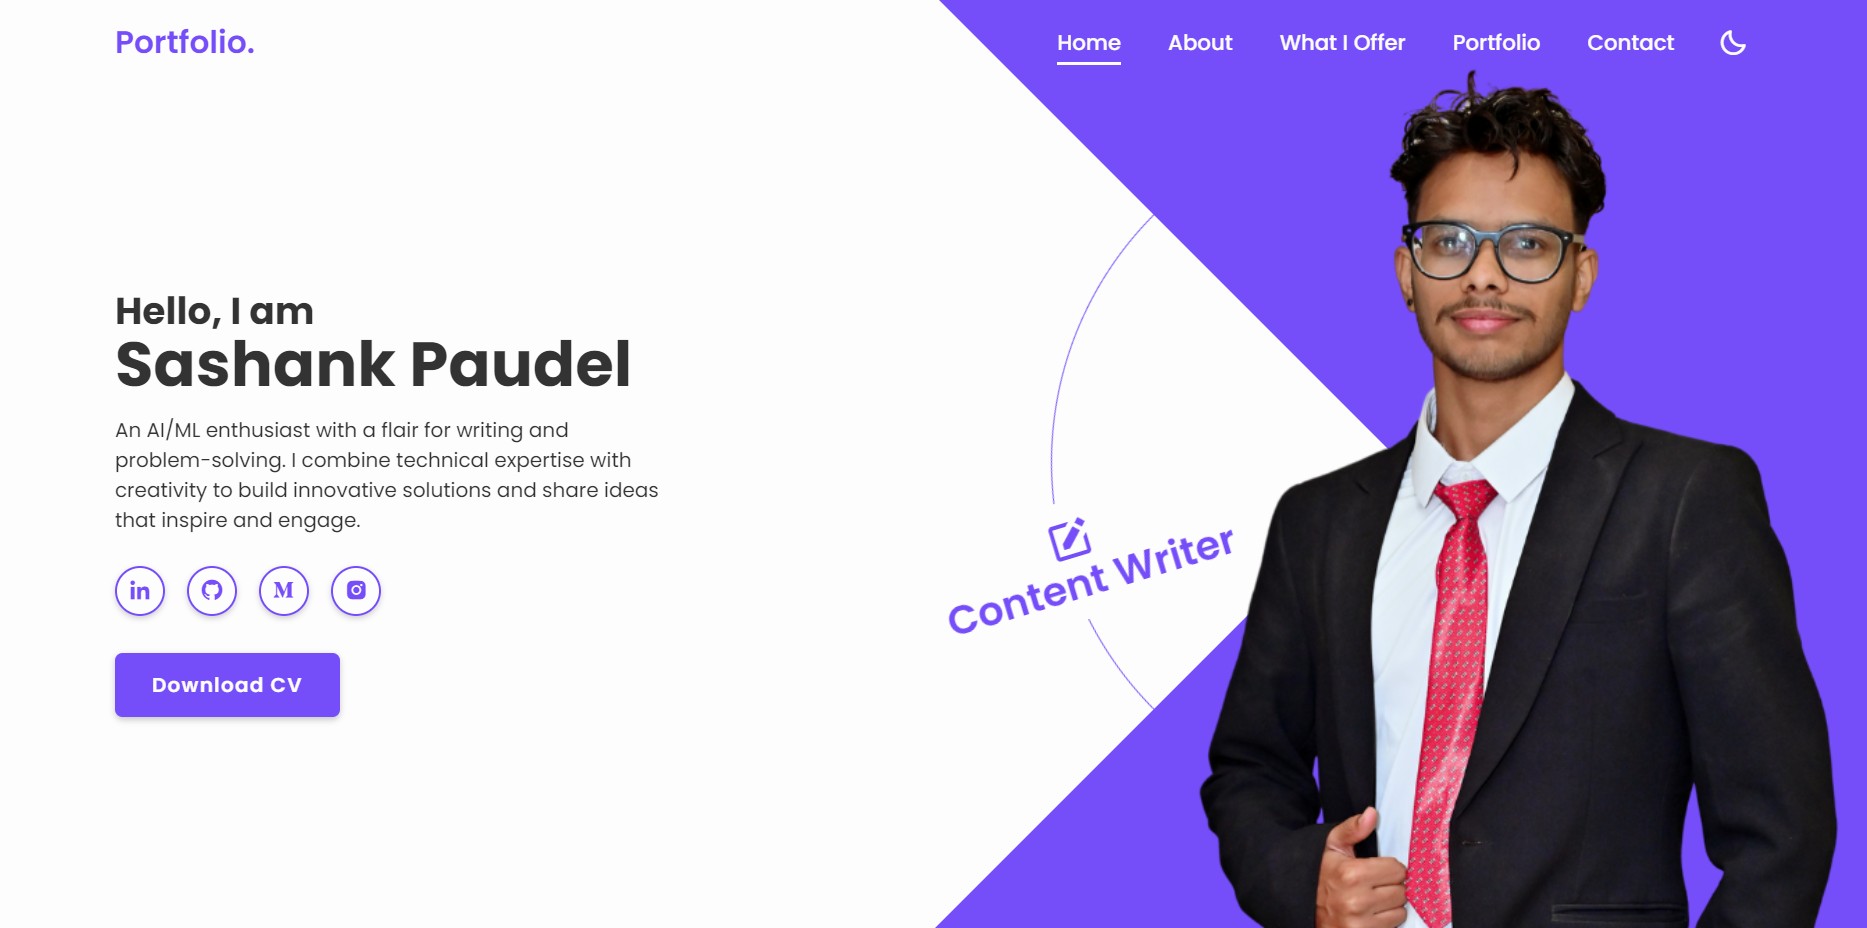 Portfolio.
Home About What I Offer Portfolio Contact
Hello, I am
Sashank Paudel
An AI/ML enthusiast with a flair for writing and
problem-solving. I combine technical expertise with
creativity to build innovative solutions and share ideas
that inspire and engage.
in M
Download CV
Content Writer